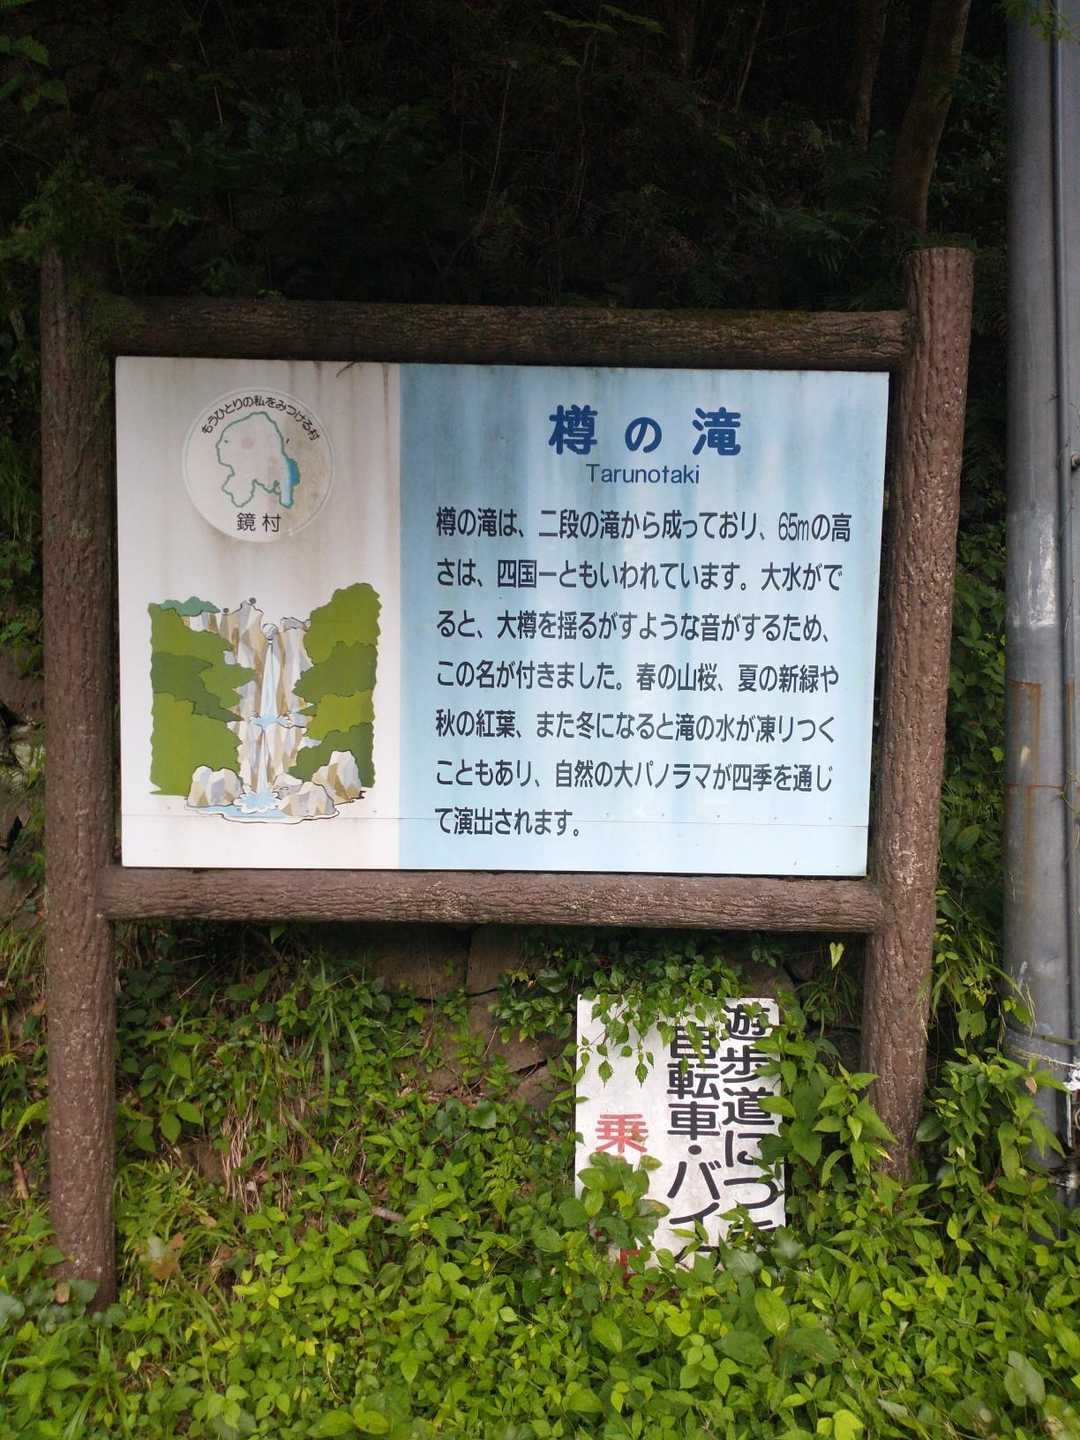 もうひとりの私をみつける村
鏡村
樽の滝
Tarunotaki
樽の滝は、二段の滝から成っており、65mの高
さは、四国一ともいわれています。大水がで
ると、大樽を揺るがすような音がするため、
この名が付きました。春の山桜、夏の新緑や
秋の紅葉、また冬になると滝の水が凍りつく
こともあり、自然の大パノラマが四季を通じ
て演出されます。
遊歩道につき
自転車・バイク
乗